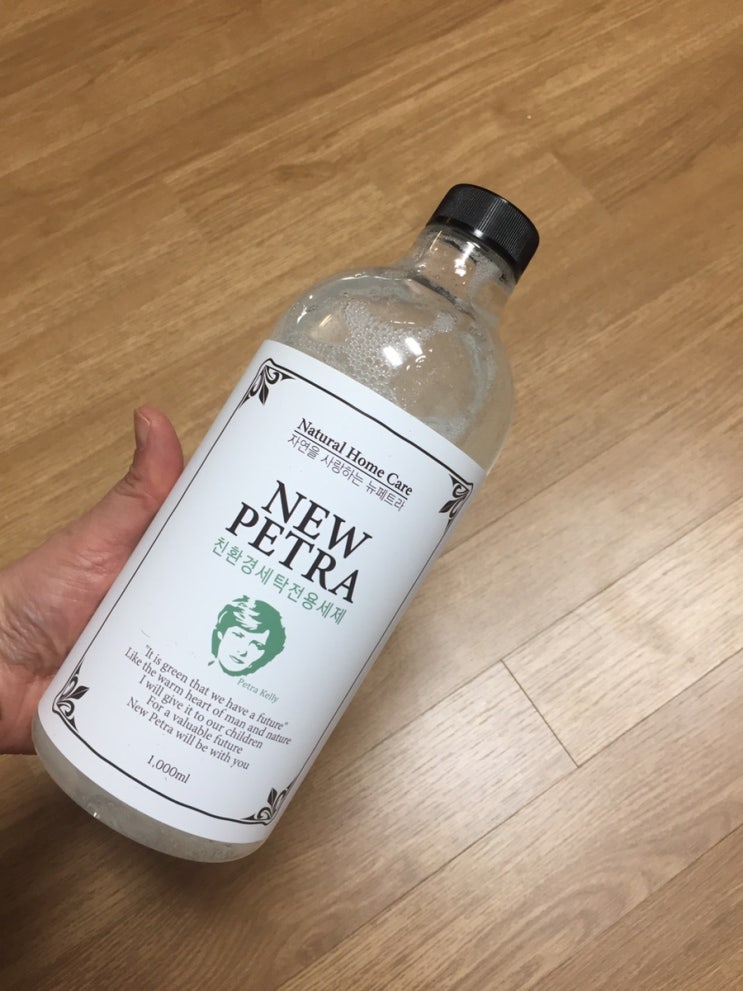 Natural Home Care
자연을 사랑하는 뉴페트라
NEW
PETRA
친환경세탁전용세제
Petra Kelly
"It is green that we have a future"
Like the warm heart of man and nature
I will give it to our children
For a valuable future
New Petra will be with you
1.000ml